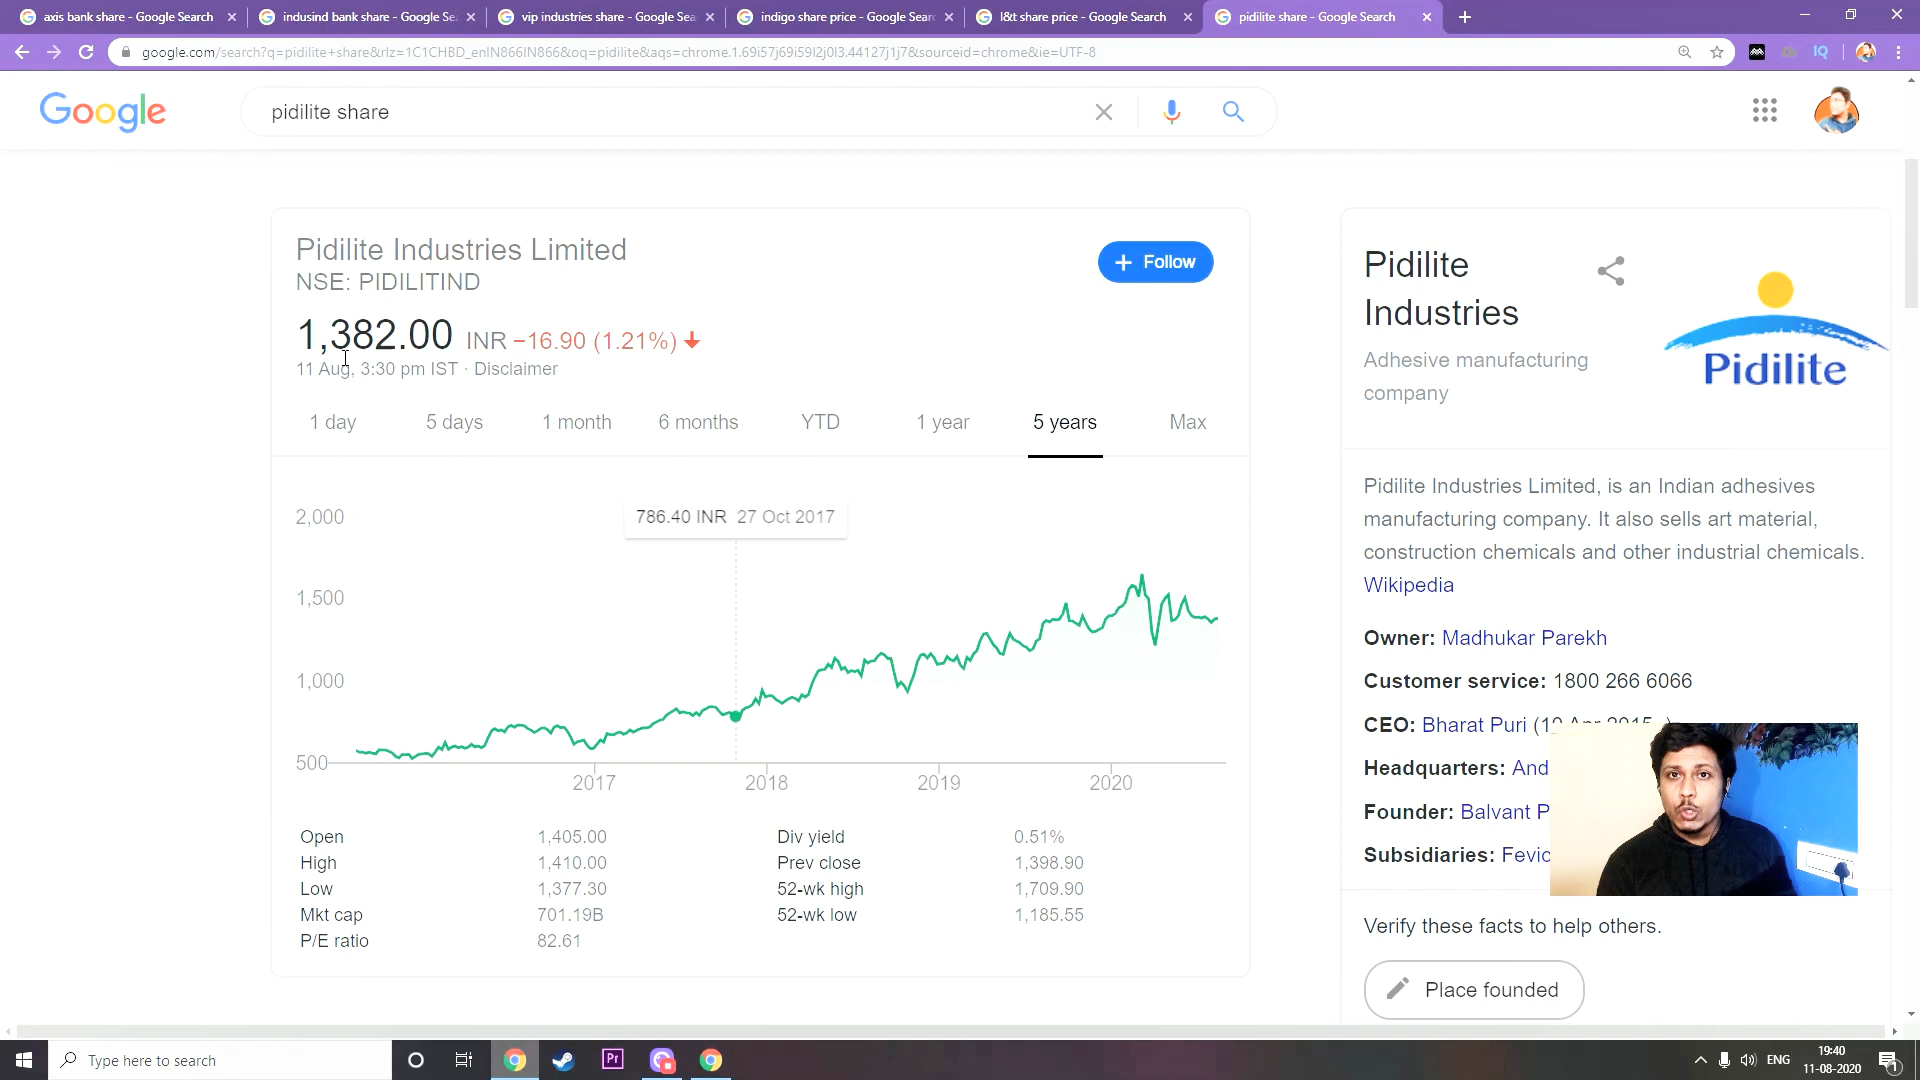 axis bank share - Google Search
indusind bank share - Google Se
vip industries share - Google Sea
indigo share price - Google Searc
l&t share price - Google Search
pidilite share - Google Search
google.com/search?q=pidilite+share&rlz=1C1CHBD_enIN866IN866&oq=pidilite&aqs=chrome.1.69i57j69i59l2j0l3.44127j1j7&sourceid=chrome&ie=UTF-8
IQ
Google
pidilite share
Pidilite Industries Limited
Follow
NSE: PIDILITIND
1,382.00 INR −16.90 (1.21%)
11 Aug, 3:30 pm IST · Disclaimer
1 day 5 days 1 month 6 months YTD 1 year 5 years Max
786.40 INR 27 Oct 2017
2,000
1,500
1,000
500
2017 2018 2019 2020
Open 1,405.00 Div yield 0.51%
High 1,410.00 Prev close 1,398.90
Low 1,377.30 52-wk high 1,709.90
Mkt cap 701.19B 52-wk low 1,185.55
P/E ratio 82.61
Pidilite
Industries
Adhesive manufacturing
company
Pidilite
Pidilite Industries Limited, is an Indian adhesives
manufacturing company. It also sells art material,
construction chemicals and other industrial chemicals.
Wikipedia
Owner: Madhukar Parekh
Customer service: 1800 266 6066
CEO: Bharat Puri (10 Apr 2015–)
Headquarters: And
Founder: Balvant P
Subsidiaries: Fevic
Verify these facts to help others.
Place founded
Type here to search
Pr
ENG
19:40
11-08-2020
1